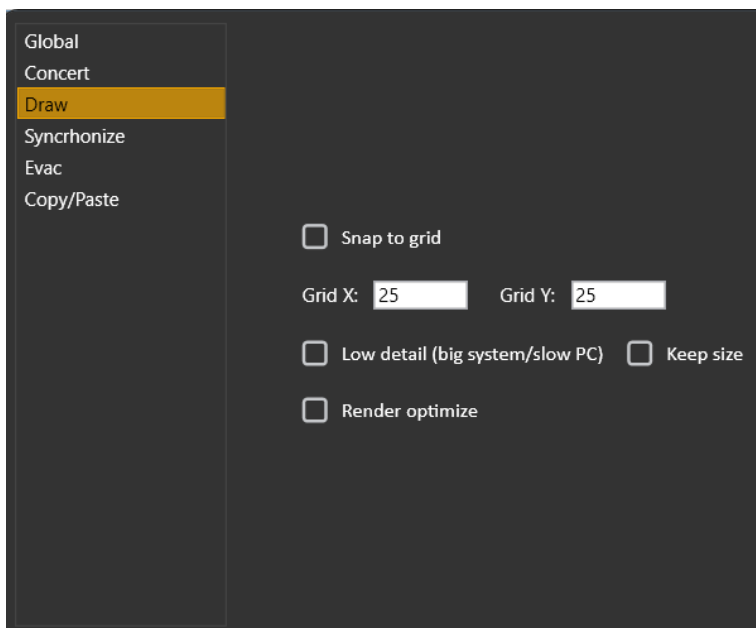 Global
Concert
Draw
Syncrhonize
Evac
Copy/Paste
Snap to grid
Grid X: 25 Grid Y: 25
Low detail (big system/slow PC) Keep size
Render optimize